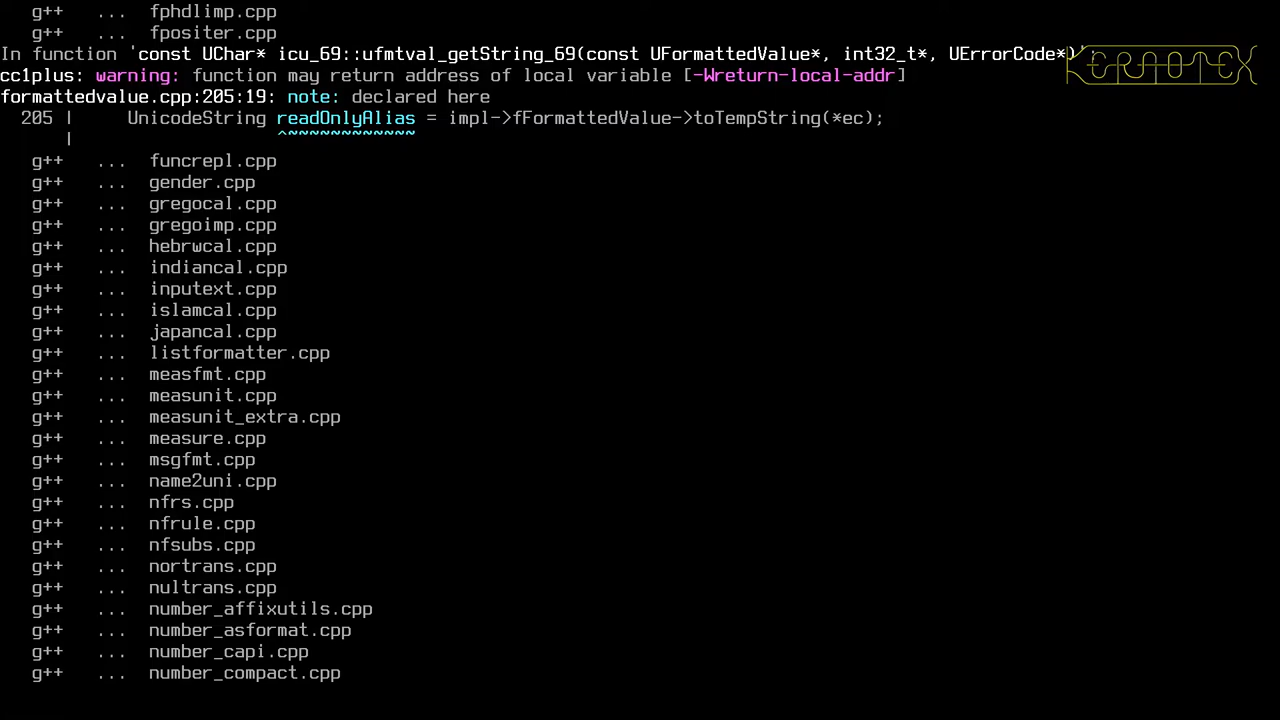 g++ ... fphdlimp.cpp
g++ ... fpositer.cpp
In function 'const UChar* icu_69::ufmtval_getString_69(const UFormattedValue*, int32_t*, UErrorCode*)':
cc1plus: warning: function may return address of local variable [-Wreturn-local-addr]
formattedvalue.cpp:205:19: note: declared here
205 | UnicodeString readOnlyAlias = impl->fFormattedValue->toTempString(*ec);
| ^~~~~~~~~~~~~
g++ ... funcrepl.cpp
g++ ... gender.cpp
g++ ... gregocal.cpp
g++ ... gregoimp.cpp
g++ ... hebrwcal.cpp
g++ ... indiancal.cpp
g++ ... inputext.cpp
g++ ... islamcal.cpp
g++ ... japancal.cpp
g++ ... listformatter.cpp
g++ ... measfmt.cpp
g++ ... measunit.cpp
g++ ... measunit_extra.cpp
g++ ... measure.cpp
g++ ... msgfmt.cpp
g++ ... name2uni.cpp
g++ ... nfrs.cpp
g++ ... nfrule.cpp
g++ ... nfsubs.cpp
g++ ... nortrans.cpp
g++ ... nultrans.cpp
g++ ... number_affixutils.cpp
g++ ... number_asformat.cpp
g++ ... number_capi.cpp
g++ ... number_compact.cpp